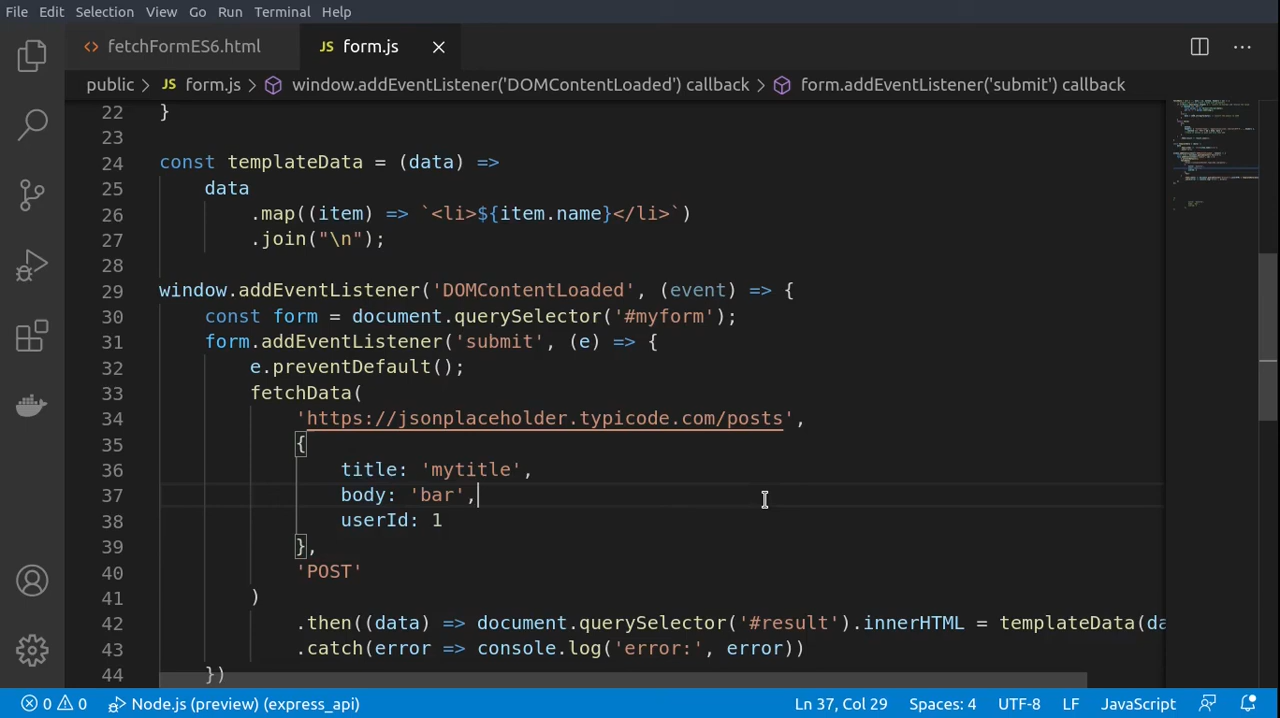 File Edit Selection View Go Run Terminal Help
<> fetchFormES6.html JS form.js
public > JS form.js > window.addEventListener('DOMContentLoaded') callback > form.addEventListener('submit') callback
22 }
23
24 const templateData = (data) =>
25 data
26 .map((item) => `<li>${item.name}</li>`)
27 .join("\n");
28
29 window.addEventListener('DOMContentLoaded', (event) => {
30 const form = document.querySelector('#myform');
31 form.addEventListener('submit', (e) => {
32 e.preventDefault();
33 fetchData(
34 'https://jsonplaceholder.typicode.com/posts',
35 {
36 title: 'mytitle',
37 body: 'bar',
38 userId: 1
39 },
40 'POST'
41 )
42 .then((data) => document.querySelector('#result').innerHTML = templateData(da
43 .catch(error => console.log('error:', error))
44 })
0 0 Node.js (preview) (express_api) Ln 37, Col 29 Spaces: 4 UTF-8 LF JavaScript